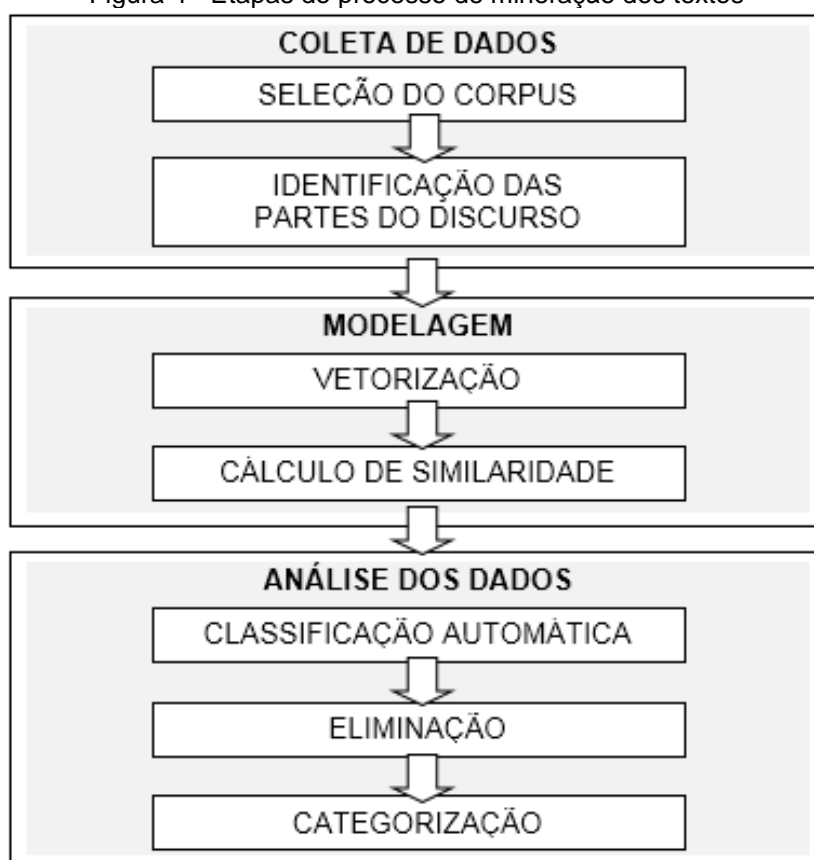 Figura 1 - Etapas do processo de mineração dos textos
COLETA DE DADOS
SELEÇÃO DO CORPUS
IDENTIFICAÇÃO DAS
PARTES DO DISCURSO
MODELAGEM
VETORIZAÇÃO
CÁLCULO DE SIMILARIDADE
ANÁLISE DOS DADOS
CLASSIFICAÇÃO AUTOMÁTICA
ELIMINAÇÃO
CATEGORIZAÇÃO